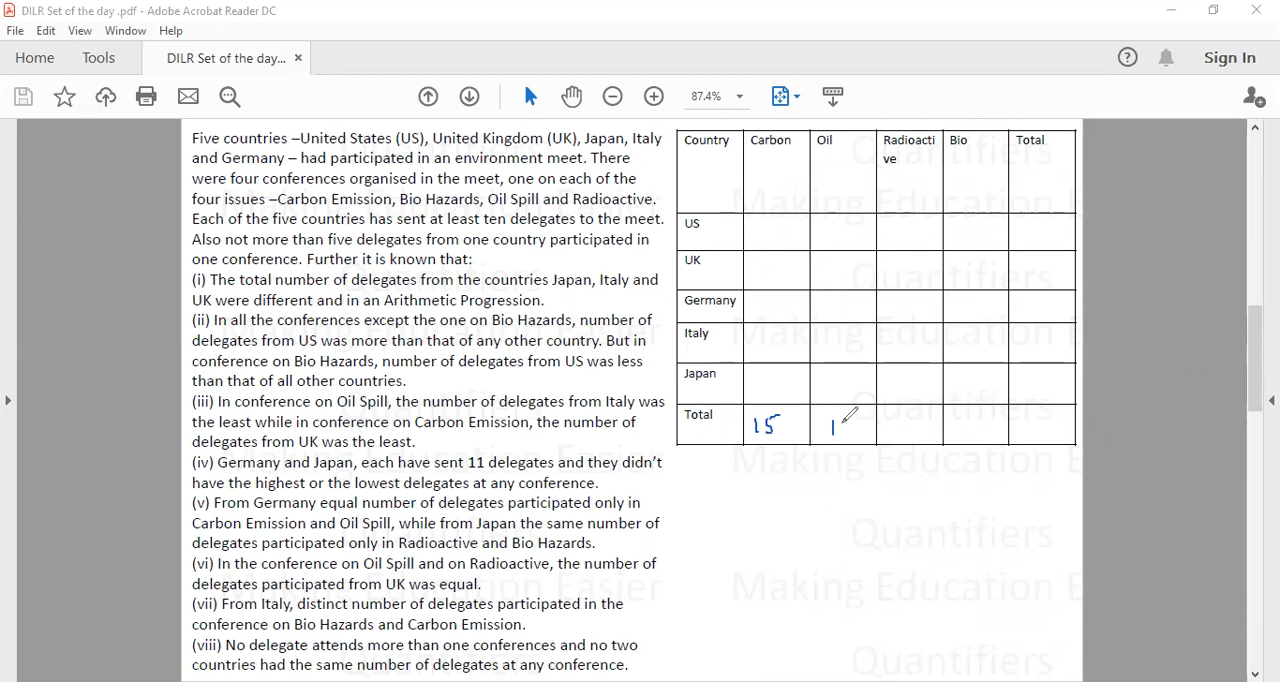 DILR Set of the day .pdf - Adobe Acrobat Reader DC
File Edit View Window Help
Home Tools DILR Set of the day... × Sign In
87.4%
Five countries –United States (US), United Kingdom (UK), Japan, Italy
and Germany – had participated in an environment meet. There
were four conferences organised in the meet, one on each of the
four issues –Carbon Emission, Bio Hazards, Oil Spill and Radioactive.
Each of the five countries has sent at least ten delegates to the meet.
Also not more than five delegates from one country participated in
one conference. Further it is known that:
(i) The total number of delegates from the countries Japan, Italy and
UK were different and in an Arithmetic Progression.
(ii) In all the conferences except the one on Bio Hazards, number of
delegates from US was more than that of any other country. But in
conference on Bio Hazards, number of delegates from US was less
than that of all other countries.
(iii) In conference on Oil Spill, the number of delegates from Italy was
the least while in conference on Carbon Emission, the number of
delegates from UK was the least.
(iv) Germany and Japan, each have sent 11 delegates and they didn't
have the highest or the lowest delegates at any conference.
(v) From Germany equal number of delegates participated only in
Carbon Emission and Oil Spill, while from Japan the same number of
delegates participated only in Radioactive and Bio Hazards.
(vi) In the conference on Oil Spill and on Radioactive, the number of
delegates participated from UK was equal.
(vii) From Italy, distinct number of delegates participated in the
conference on Bio Hazards and Carbon Emission.
(viii) No delegate attends more than one conferences and no two
countries had the same number of delegates at any conference.
Country Carbon Oil Radioacti Bio Total
ve
US
UK
Germany
Italy
Japan
Total 15 1
Quantifiers
Making Education Easier